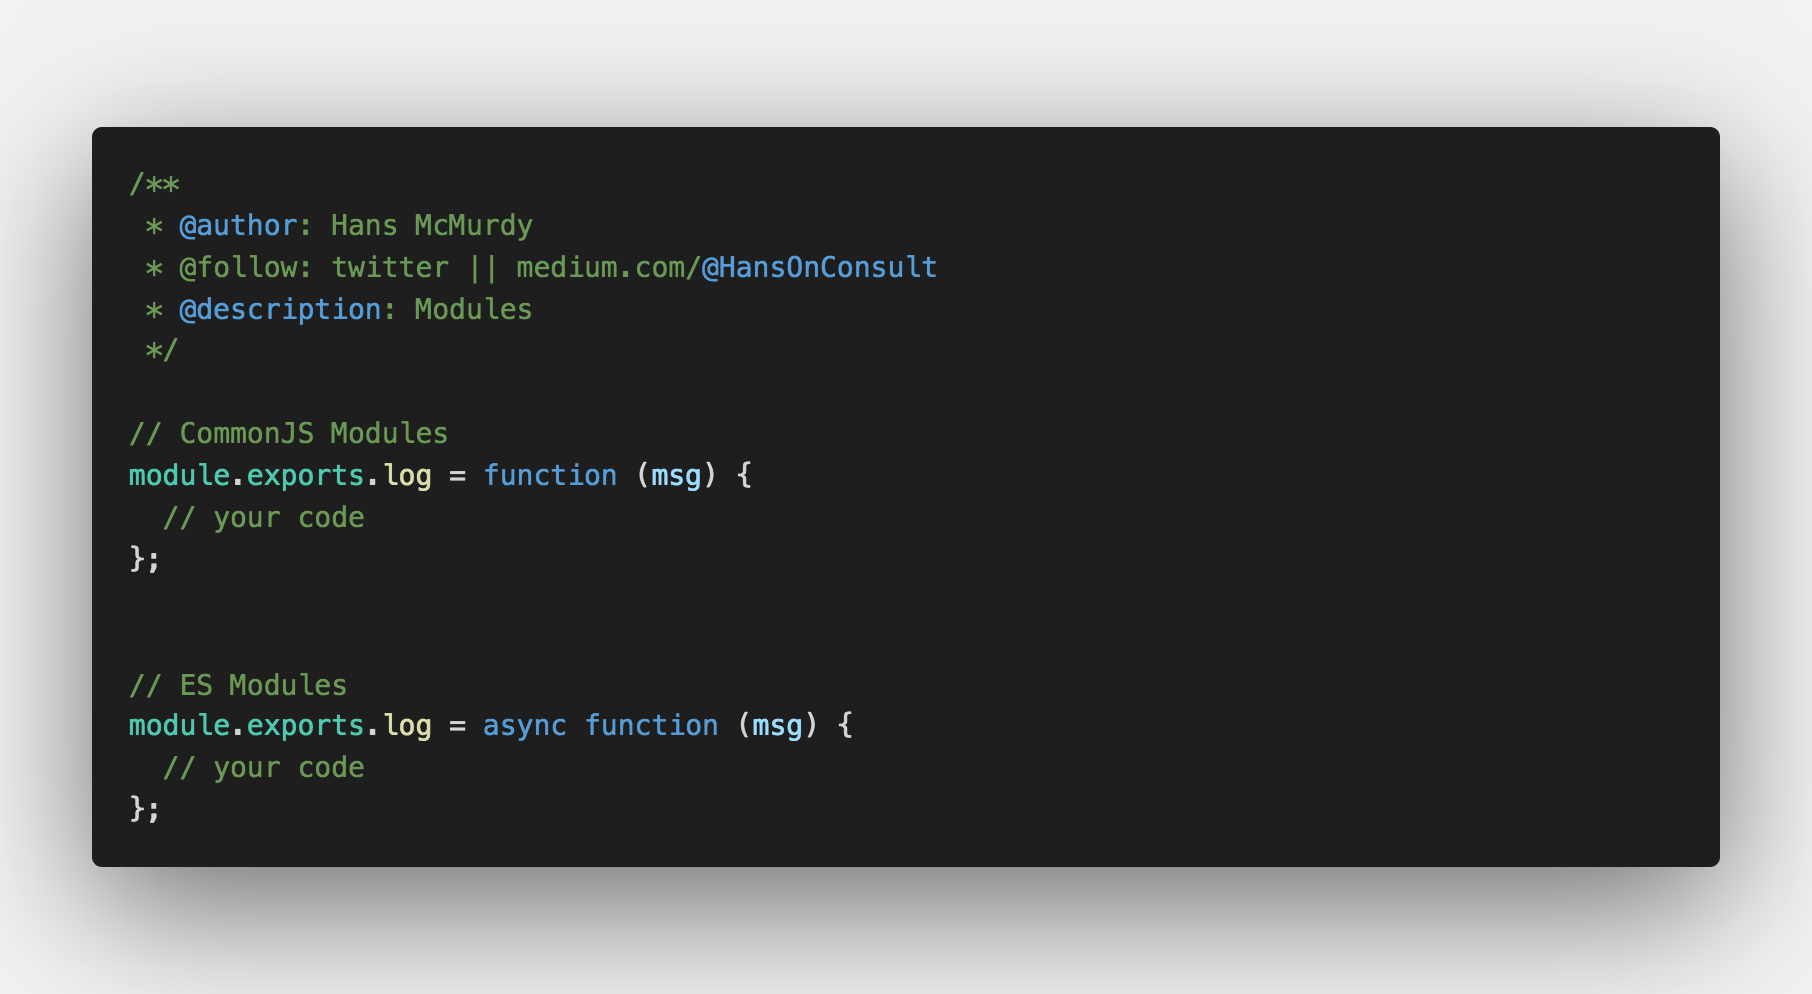 /**
 * @author: Hans McMurdy
 * @follow: twitter || medium.com/@HansOnConsult
 * @description: Modules
 */
// CommonJS Modules
module.exports.log = function (msg) {
  // your code
};
// ES Modules
module.exports.log = async function (msg) {
  // your code
};